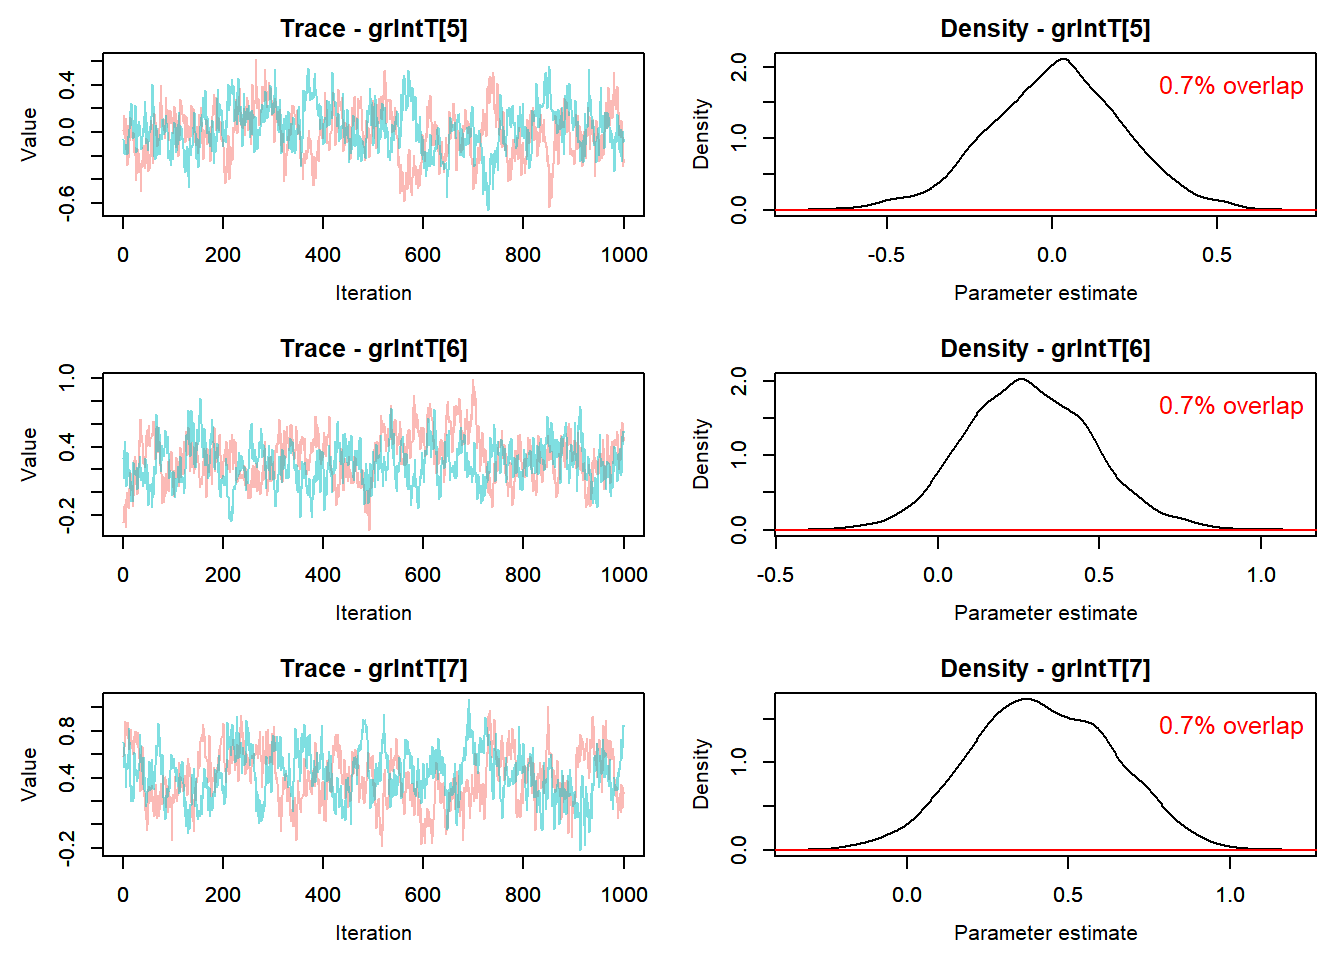 Trace - grIntT[5]
Value
-0.6 0.0 0.4
0 200 400 600 800 1000
Iteration
Density - grIntT[5]
0.7% overlap
Density
0.0 1.0 2.0
-0.5 0.0 0.5
Parameter estimate
Trace - grIntT[6]
Value
-0.2 0.4 1.0
0 200 400 600 800 1000
Iteration
Density - grIntT[6]
0.7% overlap
Density
0.0 1.0 2.0
-0.5 0.0 0.5 1.0
Parameter estimate
Trace - grIntT[7]
Value
-0.2 0.4 0.8
0 200 400 600 800 1000
Iteration
Density - grIntT[7]
0.7% overlap
Density
0.0 1.0
0.0 0.5 1.0
Parameter estimate